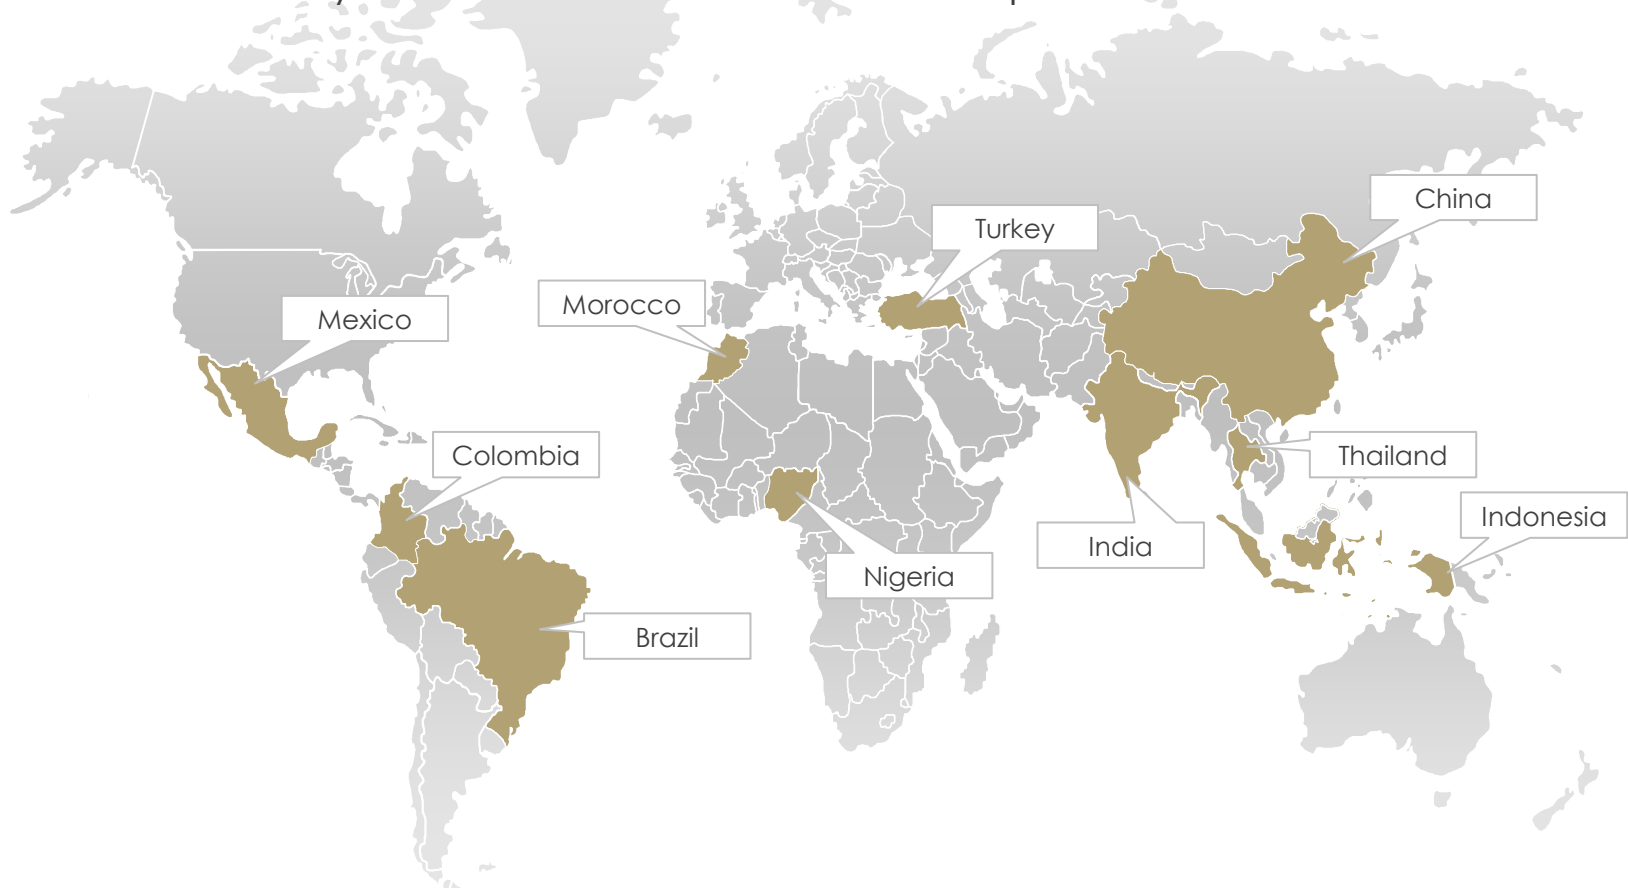 China
Turkey
Morocco
Mexico
Colombia
Thailand
Indonesia
India
Nigeria
Brazil